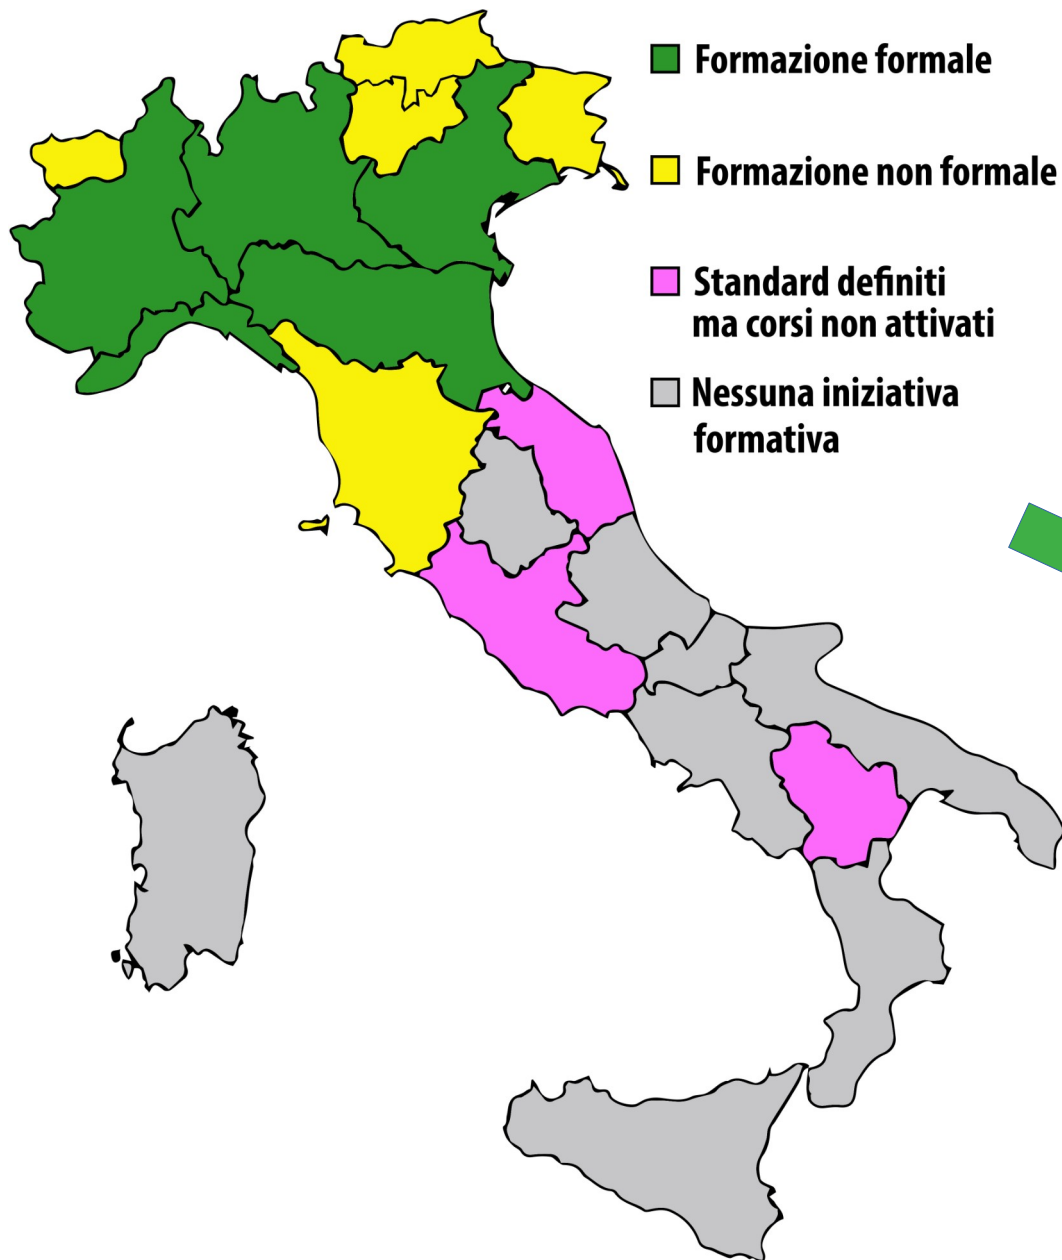 Formazione formale
Formazione non formale
Standard definiti
ma corsi non attivati
Nessuna iniziativa
formativa